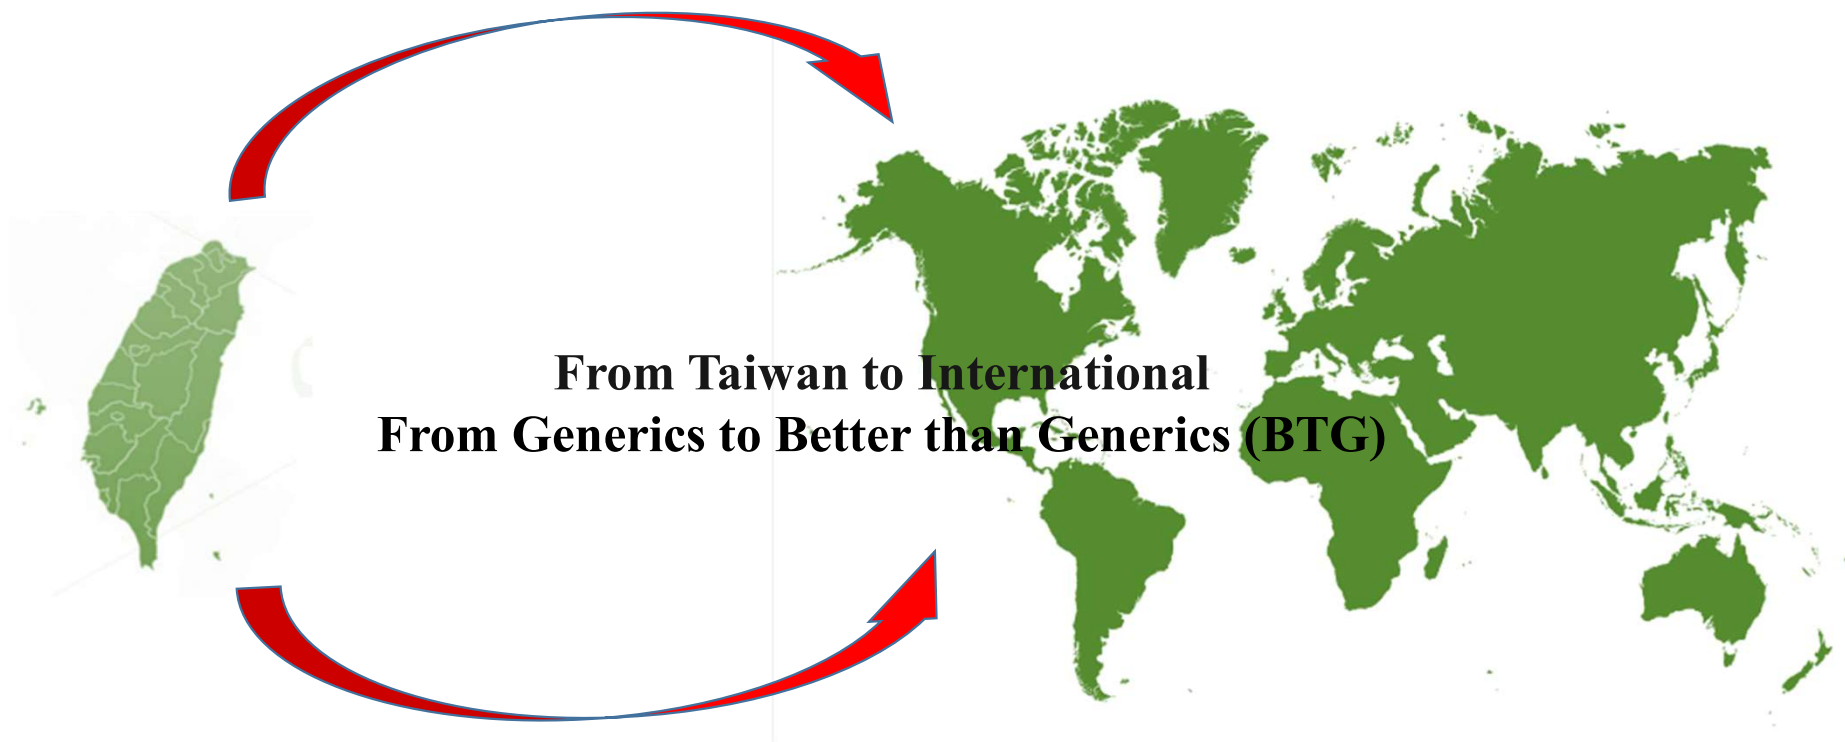 From Taiwan to International
From Generics to Better than Generics (BTG)